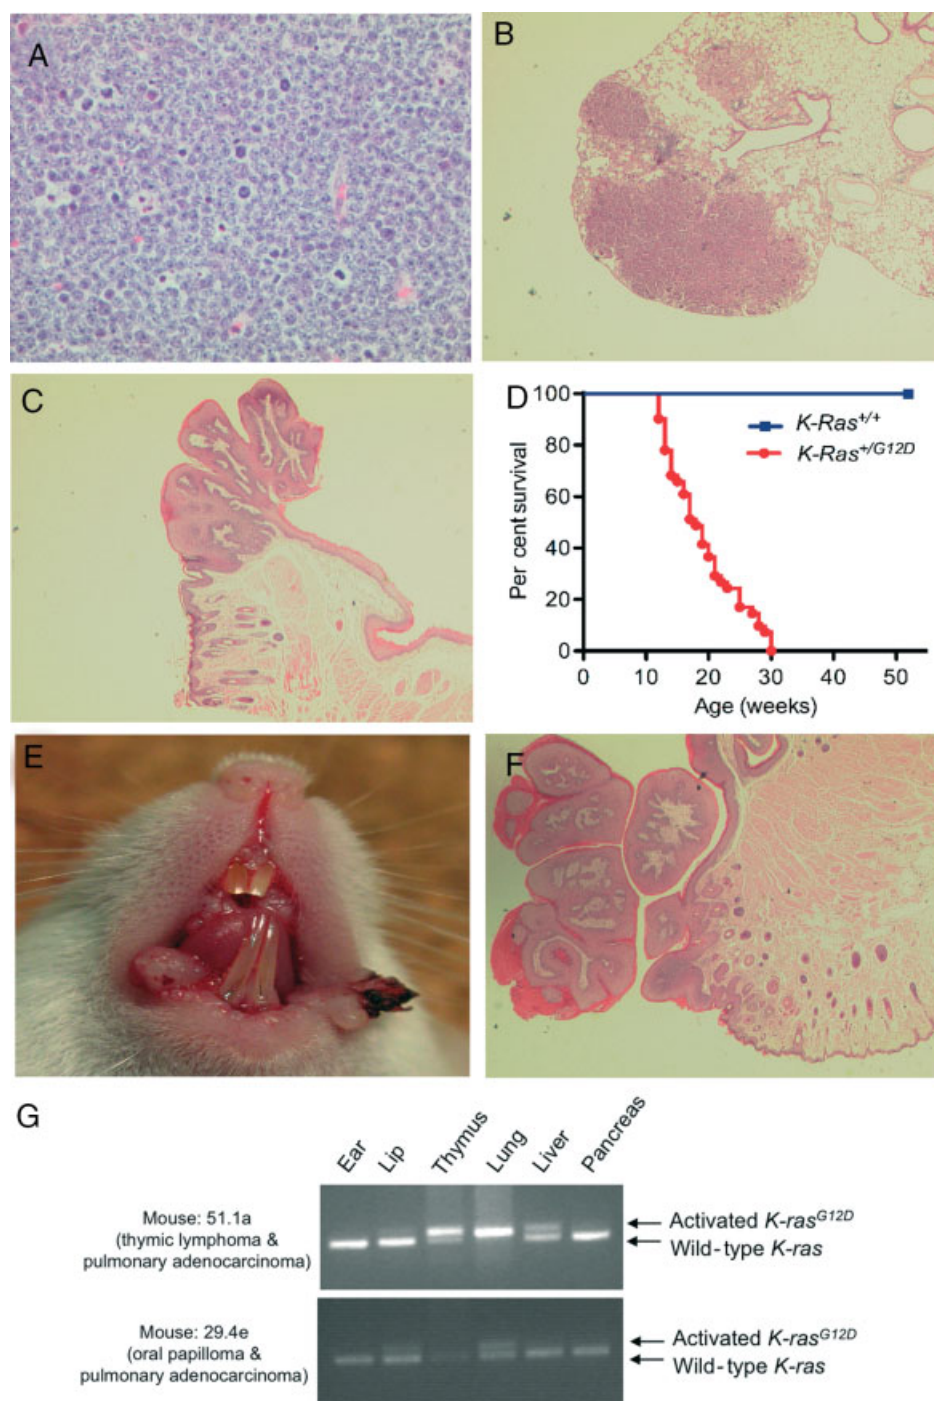 A
B
C
D
100
80
60
40
20
0
Per cent survival
K-Ras+/+
K-Ras+/G12D
0
10
20
30
40
50
Age (weeks)
E
F
G
Ear
Lip
Thymus
Lung
Liver
Pancreas
Mouse: 51.1a
(thymic lymphoma &
pulmonary adenocarcinoma)
Activated K-rasG12D
Wild-type K-ras
Mouse: 29.4e
(oral papilloma &
pulmonary adenocarcinoma)
Activated K-rasG12D
Wild-type K-ras